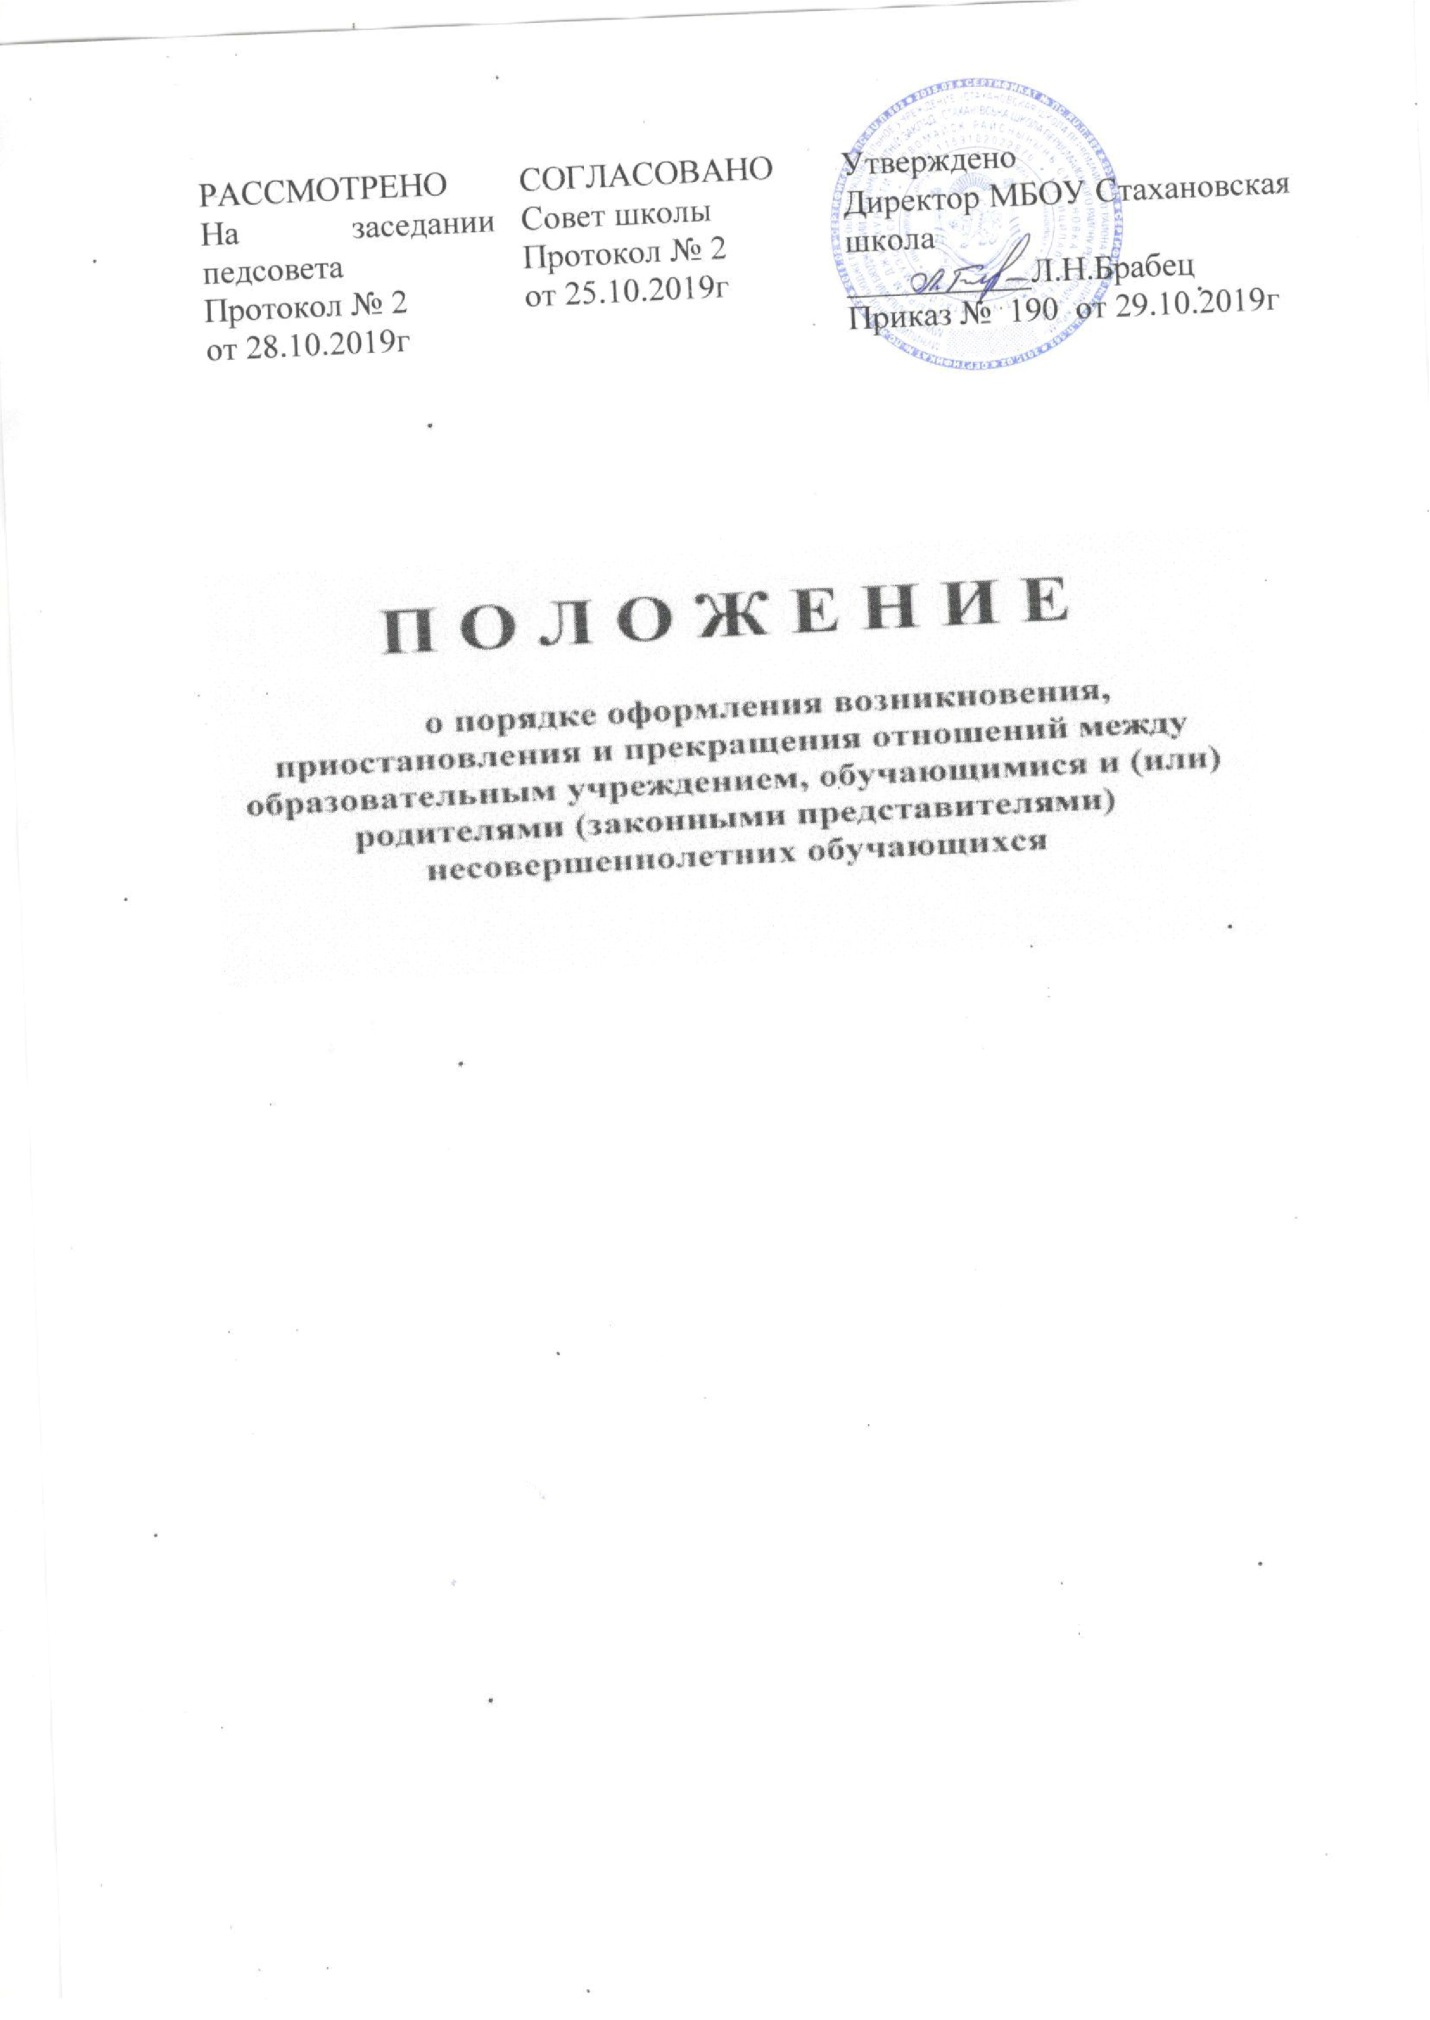 РАССМОТРЕНО
На заседании
педсовета
Протокол № 2
от 28.10.2019г
СОГЛАСОВАНО
Совет школы
Протокол № 2
от 25.10.2019г
Утверждено
Директор МБОУ Стахановская
школа
Л.Н.Брабец
Приказ № 190 от 29.10.2019г
ПОЛОЖЕНИЕ
о порядке оформления возникновения,
приостановления и прекращения отношений между
образовательным учреждением, обучающимися и (или)
родителями (законными представителями)
несовершеннолетних обучающихся